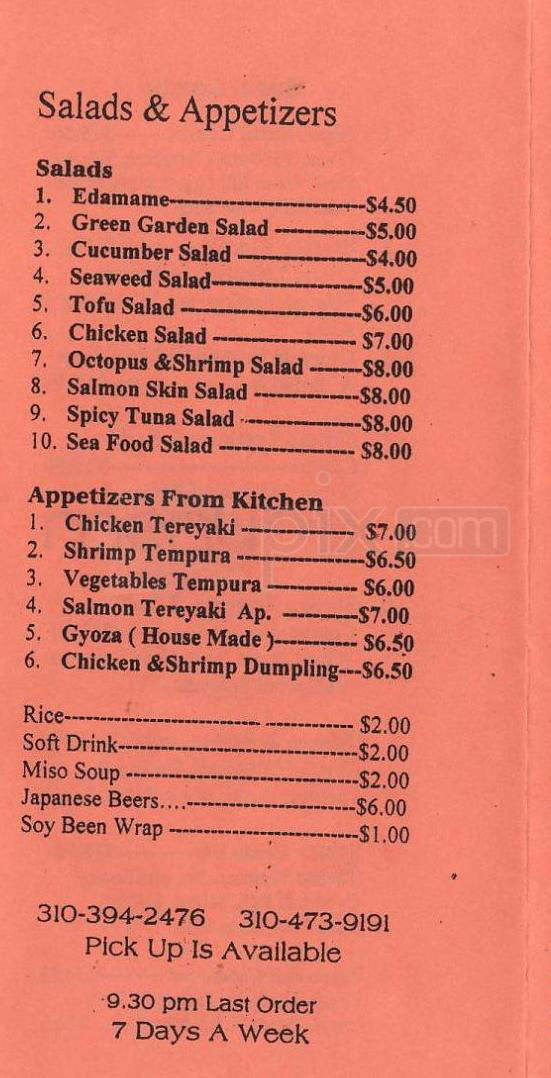 Salads & Appetizers
Salads
1. Edamame---------------------------$4.50
2. Green Garden Salad -------------$5.00
3. Cucumber Salad ------------------$4.00
4. Seaweed Salad---------------------$5.00
5. Tofu Salad -------------------------$6.00
6. Chicken Salad -------------------- $7.00
7. Octopus &Shrimp Salad -------$8.00
8. Salmon Skin Salad ---------------$8.00
9. Spicy Tuna Salad -----------------$8.00
10. Sea Food Salad ------------------- $8.00
Appetizers From Kitchen
1. Chicken Tereyaki ---------------- $7.00
2. Shrimp Tempura ------------------$6.50
3. Vegetables Tempura ------------ $6.00
4. Salmon Tereyaki Ap. ----------$7.00
5. Gyoza ( House Made )----------- $6.50
6. Chicken &Shrimp Dumpling---$6.50
Rice--------------------------- ------------ $2.00
Soft Drink---------------------------------$2.00
Miso Soup --------------------------------$2.00
Japanese Beers....-----------------------$6.00
Soy Been Wrap --------------------------$1.00
310-394-2476 310-473-9191
Pick Up Is Available
9.30 pm Last Order
7 Days A Week
pix.com